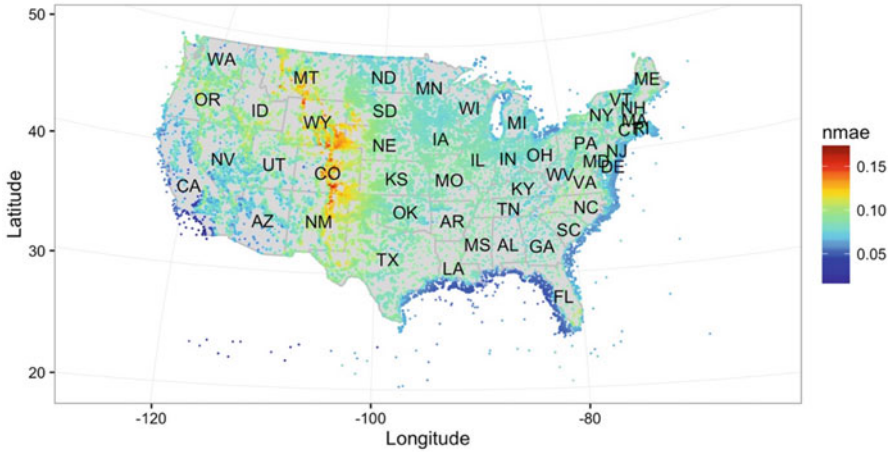 50
40
30
20
Latitude
-120
-100
-80
Longitude
WA
MT
ND
MN
ME
OR
ID
WY
SD
WI
MI
VT
NH
NY
MA
CT
RI
NE
IA
PA
NJ
NV
UT
CO
IL
IN
OH
MD
DE
CA
KS
MO
WV
VA
KY
AZ
NM
OK
AR
TN
NC
SC
TX
LA
MS
AL
GA
FL
nmae
0.15
0.10
0.05